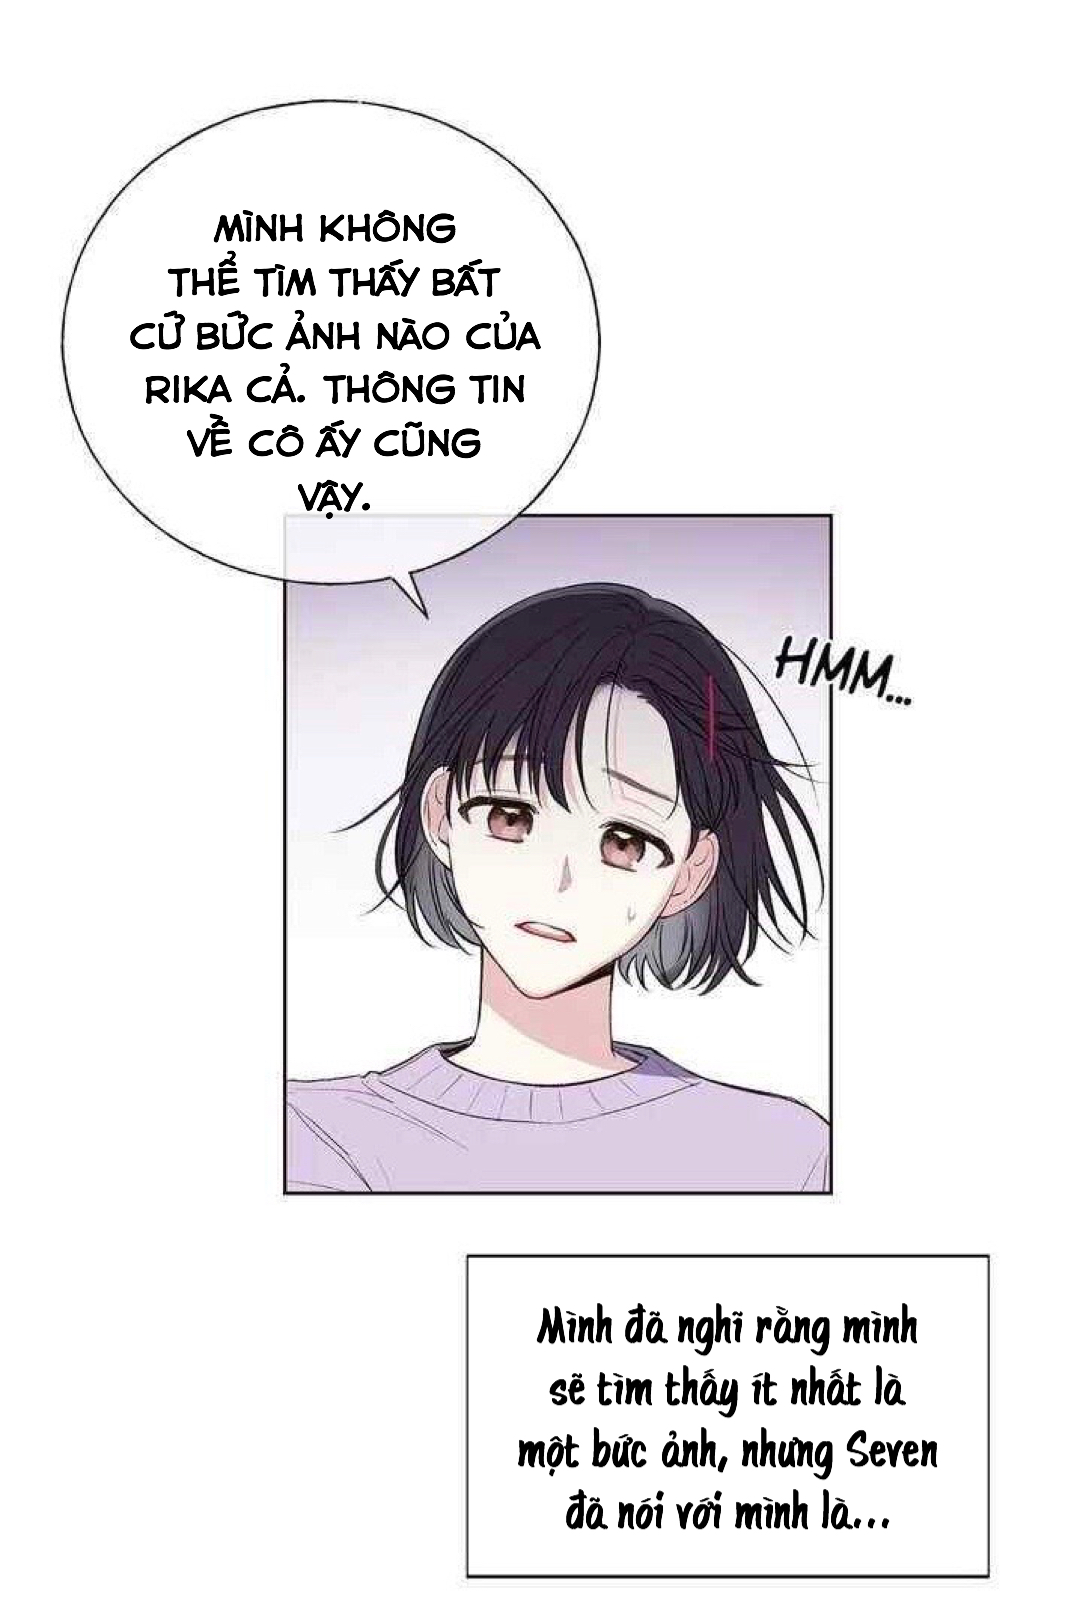 MÌNH KHÔNG
THỂ TÌM THẤY BẤT
CỨ BỨC ẢNH NÀO CỦA
RIKA CẢ. THÔNG TIN
VỀ CÔ ẤY CŨNG
VẬY.
HMM...
Mình đã nghĩ rằng mình
sẽ tìm thấy ít nhất là
một bức ảnh, nhưng Seven
đã nói với mình là...